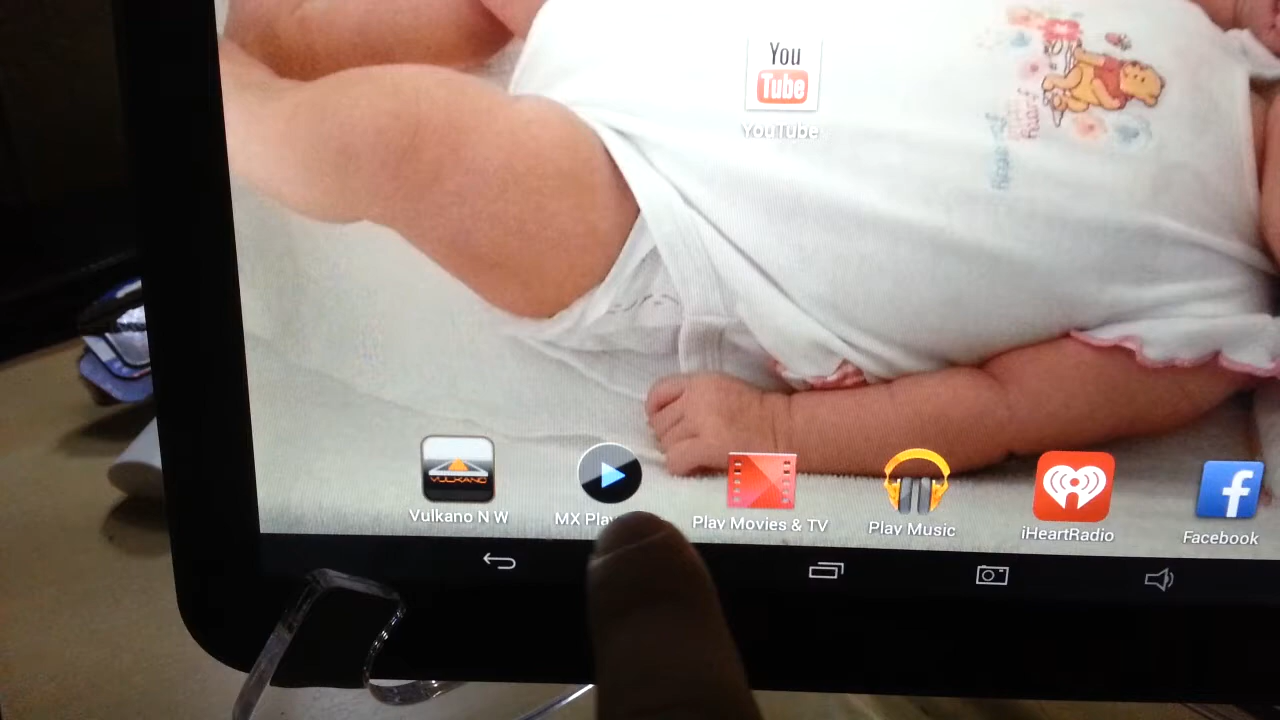 You
Tube
YouTube
VULKANO
Vulkano N W
MX Play
Play Movies & TV
Play Music
iHeartRadio
f
Facebook